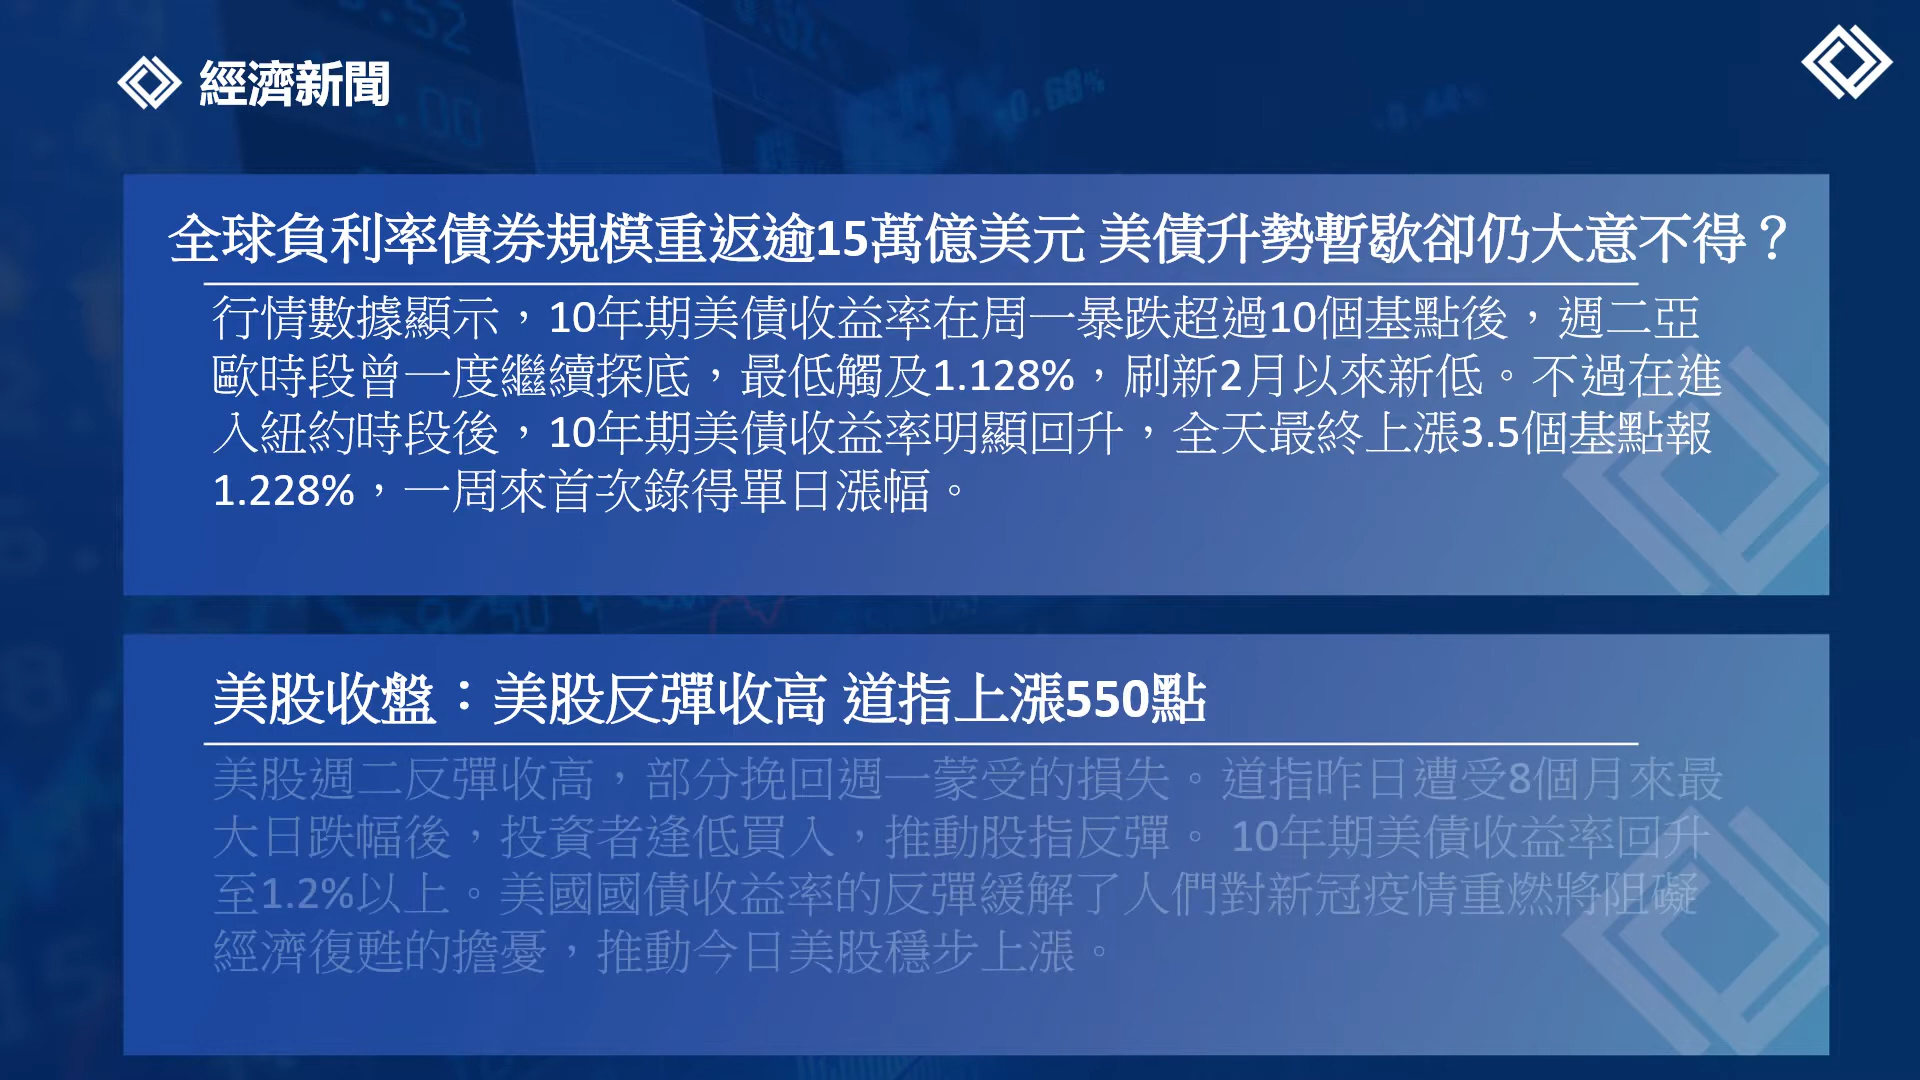 經濟新聞
全球負利率債券規模重返逾15萬億美元 美債升勢暫歇卻仍大意不得？
行情數據顯示，10年期美債收益率在周一暴跌超過10個基點後，週二亞
歐時段曾一度繼續探底，最低觸及1.128%，刷新2月以來新低。不過在進
入紐約時段後，10年期美債收益率明顯回升，全天最終上漲3.5個基點報
1.228%，一周來首次錄得單日漲幅。
美股收盤：美股反彈收高 道指上漲550點
美股週二反彈收高，部分挽回週一蒙受的損失。 道指昨日遭受8個月來最
大日跌幅後，投資者逢低買入，推動股指反彈。 10年期美債收益率回升
至1.2%以上。美國國債收益率的反彈緩解了人們對新冠疫情重燃將阻礙
經濟復甦的擔憂，推動今日美股穩步上漲。